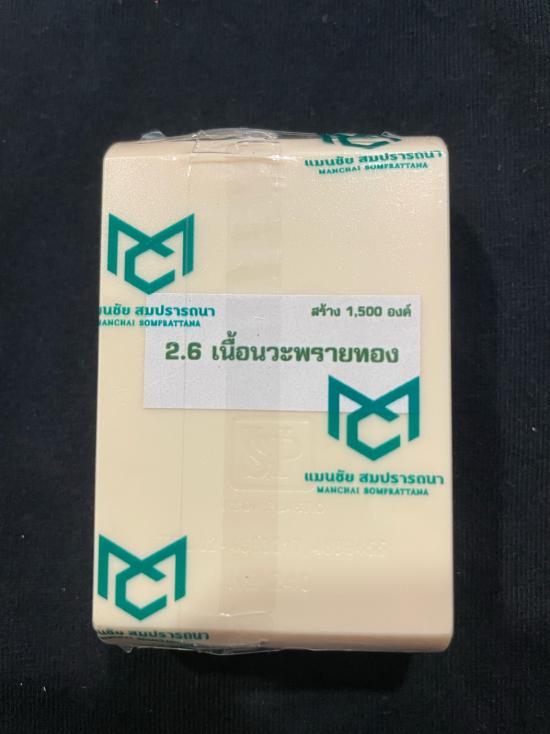 แมนชัย สมปรารถนา
MANCHAI SOMPRATTANA
มนชัย สมปรารถนา
MANCHAI SOMPRATTANA
สร้าง 1,500 องค์
2.6 เนื้อนวะพรายทอง
แมนชัย สมปรารถนา
MANCHAI SOMPRATTANA
นชัย สมปรารถนา